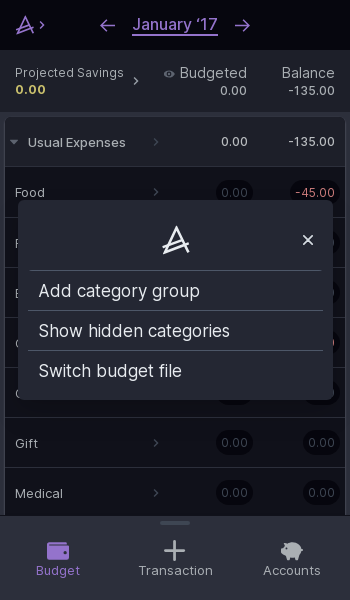 January ‘17
Projected Savings Budgeted Balance
0.00 0.00 -135.00
Usual Expenses 0.00 -135.00
Food 0.00 -45.00
Add category group
Show hidden categories
Switch budget file
Gift 0.00 0.00
Medical 0.00 0.00
Budget Transaction Accounts